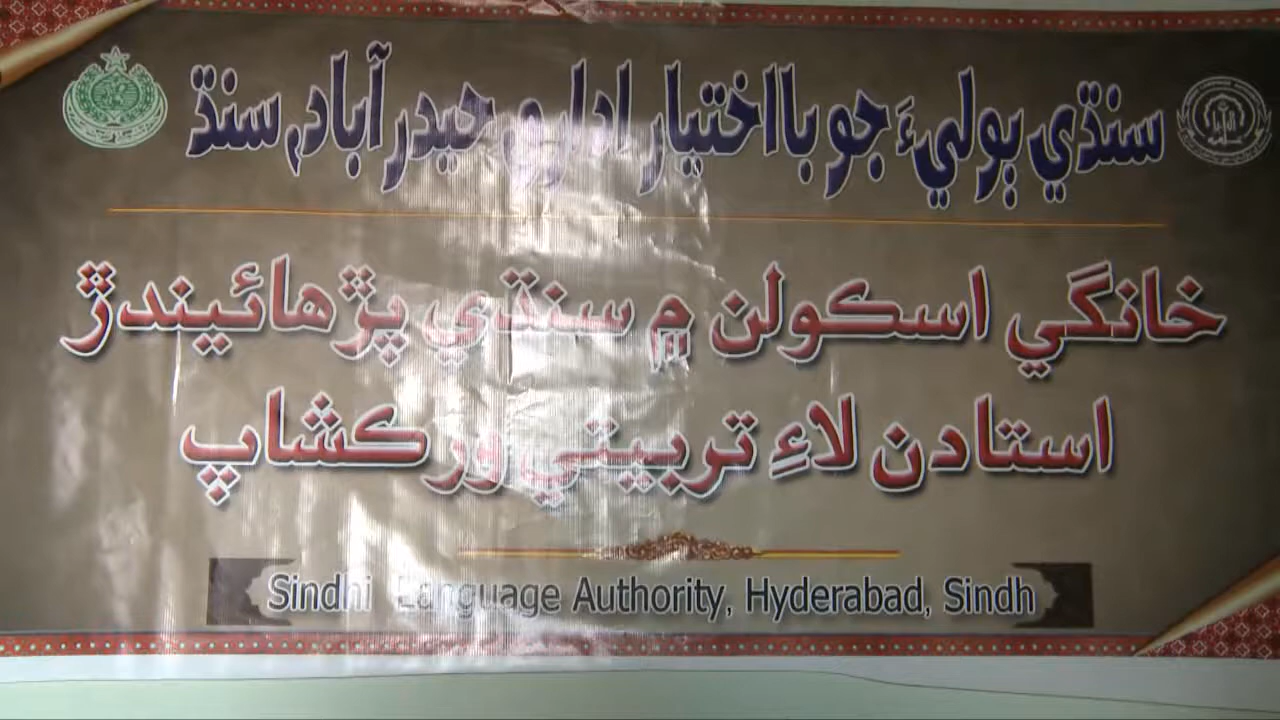 سنڌي ٻوليءَ جو بااختيار ادارو، حيدرآباد، سنڌ
خانگي اسڪولن ۾ سنڌي پڙهائيندڙ
استادن لاءِ تربيتي ورڪشاپ
Sindhi Language Authority, Hyderabad, Sindh